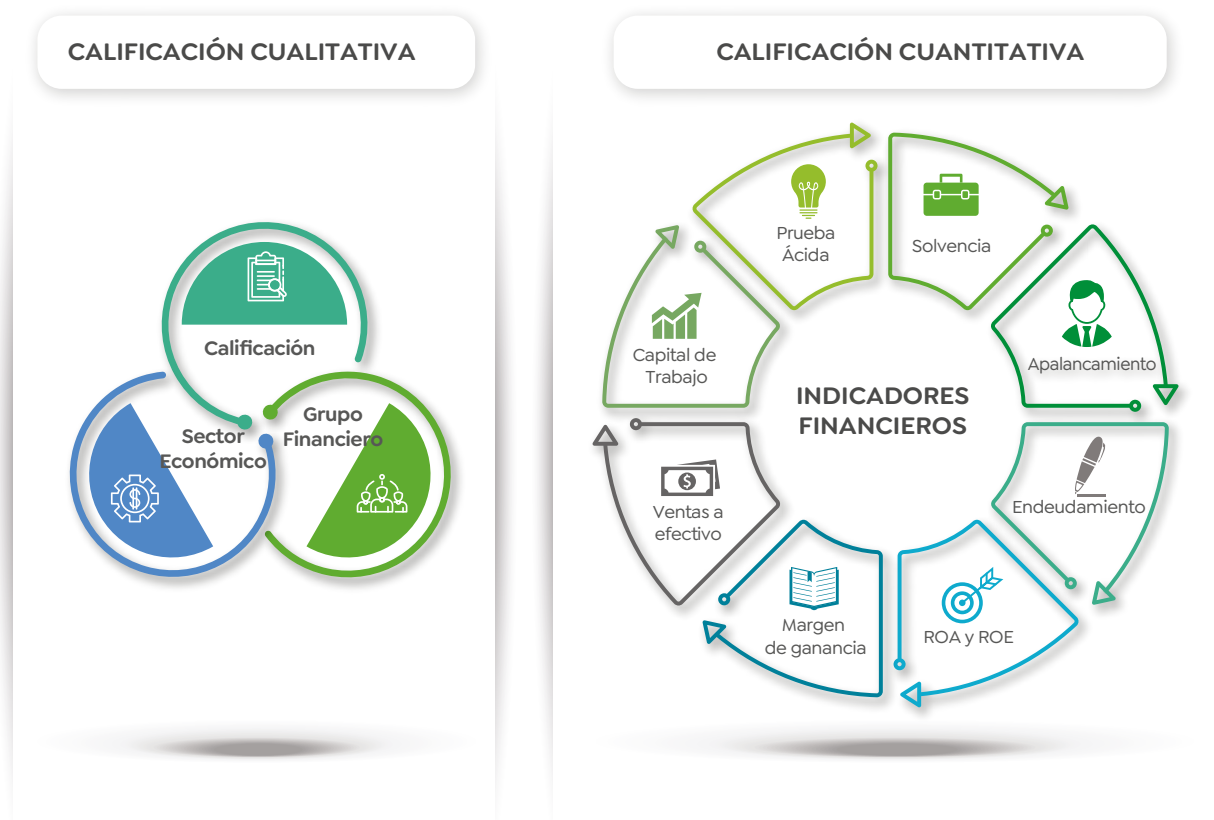 CALIFICACIÓN CUALITATIVA
Calificación
Grupo
Financiero
Sector
Económico
CALIFICACIÓN CUANTITATIVA
INDICADORES
FINANCIEROS
Prueba
Ácida
Solvencia
Apalancamiento
Endeudamiento
ROA y ROE
Margen
de ganancia
Ventas a
efectivo
Capital de
Trabajo